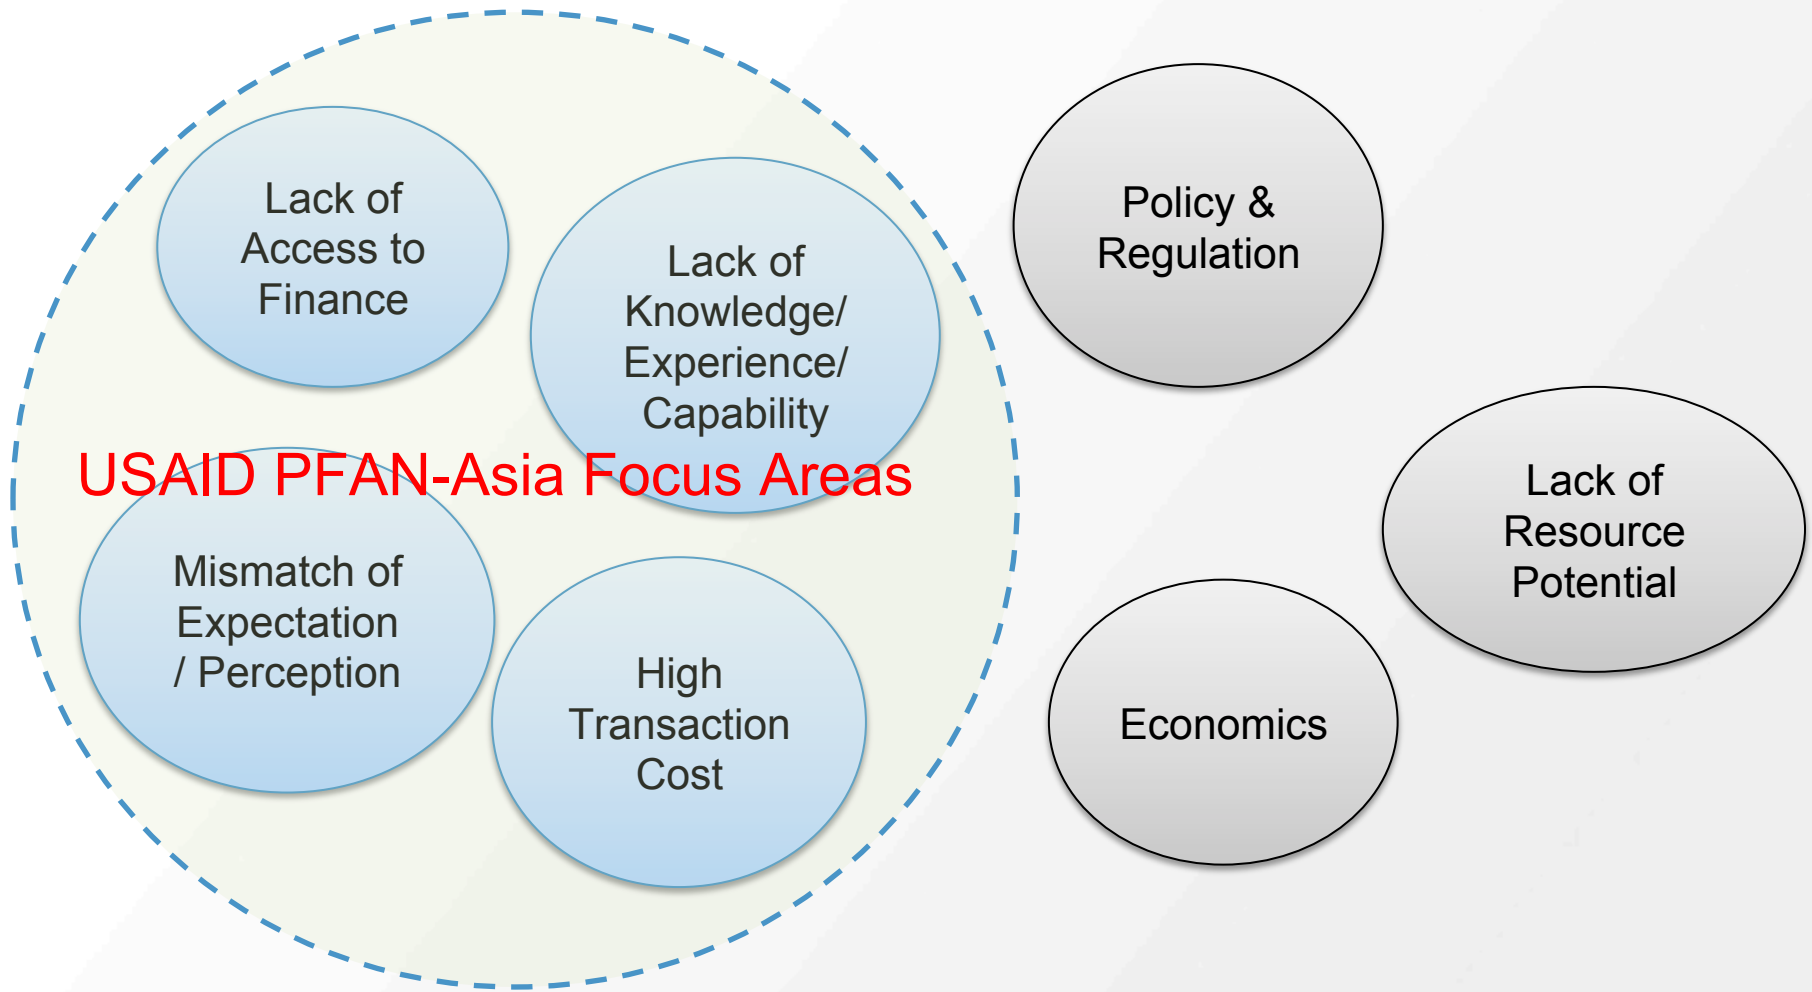 Lack of
Access to
Finance
Lack of
Knowledge/
Experience/
Capability
USAID PFAN-Asia Focus Areas
Mismatch of
Expectation
/ Perception
High
Transaction
Cost
Policy &
Regulation
Lack of
Resource
Potential
Economics